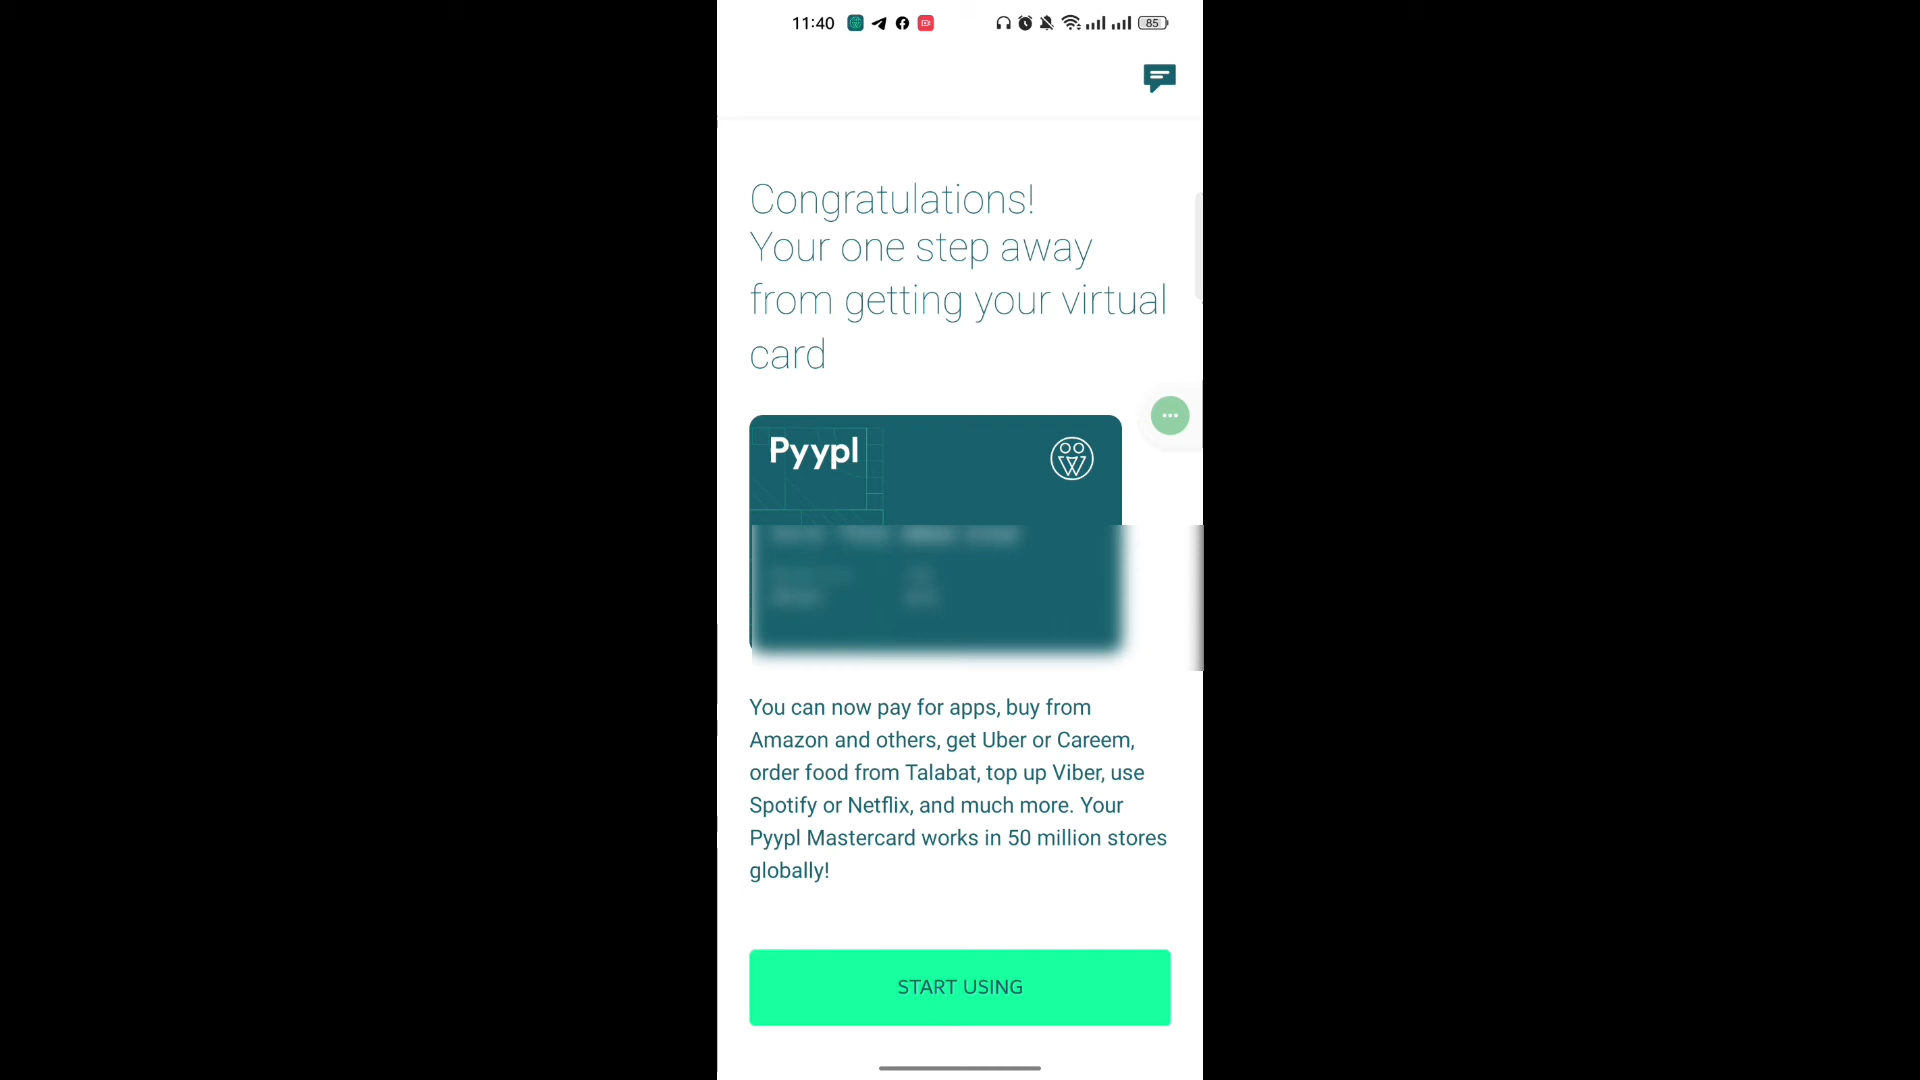 11:40
85
Congratulations!
Your one step away
from getting your virtual
card
Pyypl
You can now pay for apps, buy from
Amazon and others, get Uber or Careem,
order food from Talabat, top up Viber, use
Spotify or Netflix, and much more. Your
Pyypl Mastercard works in 50 million stores
globally!
START USING